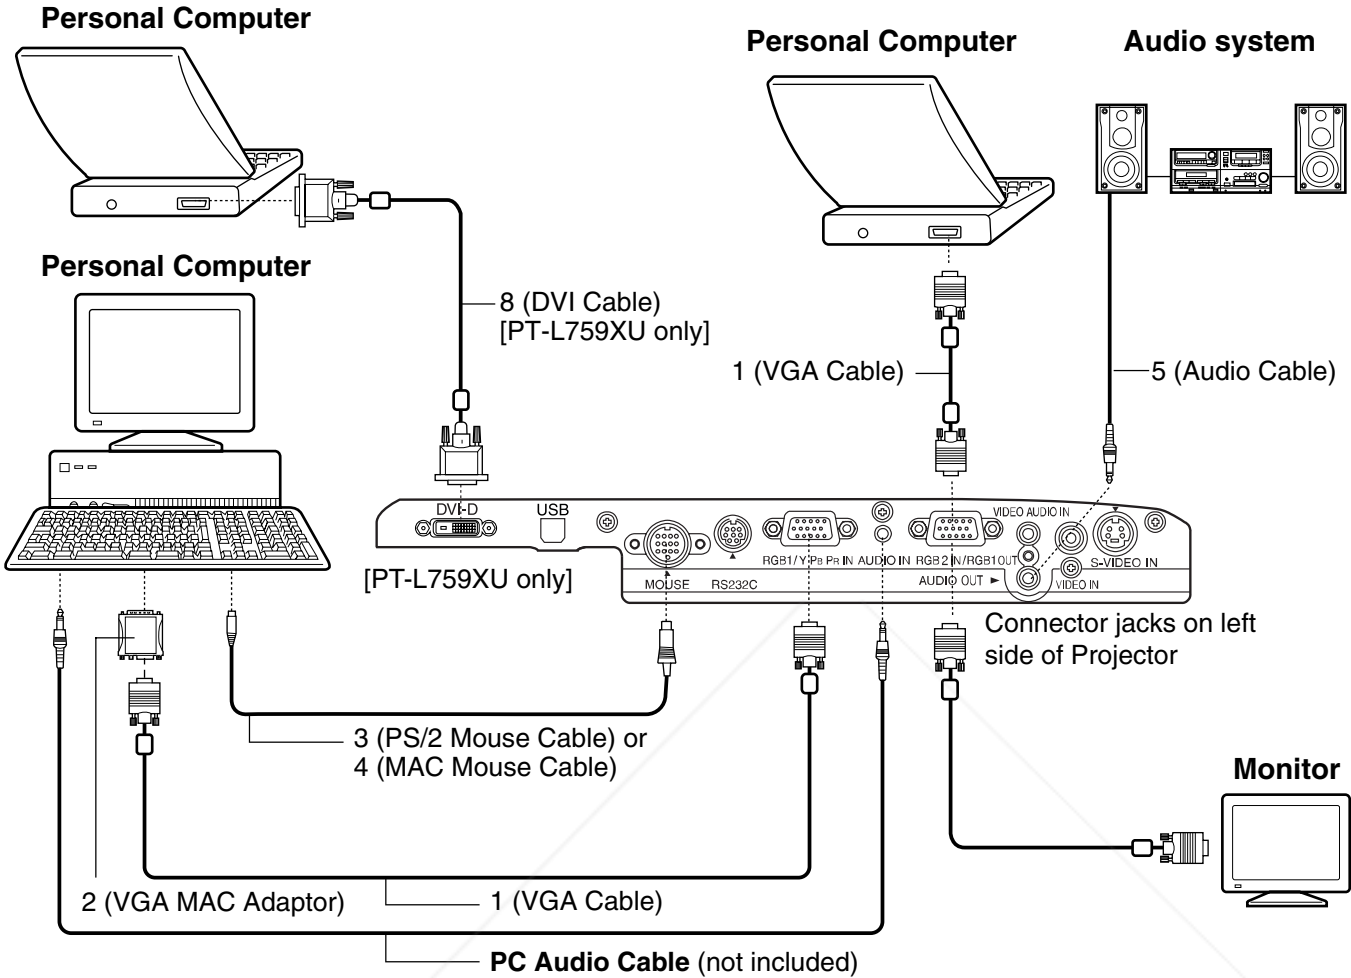 Personal Computer
Personal Computer
Audio system
Personal Computer
8 (DVI Cable)
[PT-L759XU only]
1 (VGA Cable)
5 (Audio Cable)
DVI-D
USB
VIDEO AUDIO IN
RGB1/ Y PB PR IN
AUDIO IN
RGB 2 IN/RGB1OUT
S-VIDEO IN
[PT-L759XU only]
MOUSE
RS232C
AUDIO OUT ►
VIDEO IN
Connector jacks on left
side of Projector
3 (PS/2 Mouse Cable) or
4 (MAC Mouse Cable)
Monitor
2 (VGA MAC Adaptor)
1 (VGA Cable)
PC Audio Cable (not included)